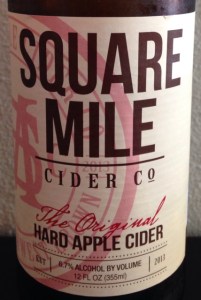 SQUARE
MILE
CIDER Cº
The Original
HARD APPLE CIDER
6.7% ALCOHOL BY VOLUME
12 FL OZ (355ml)
2013